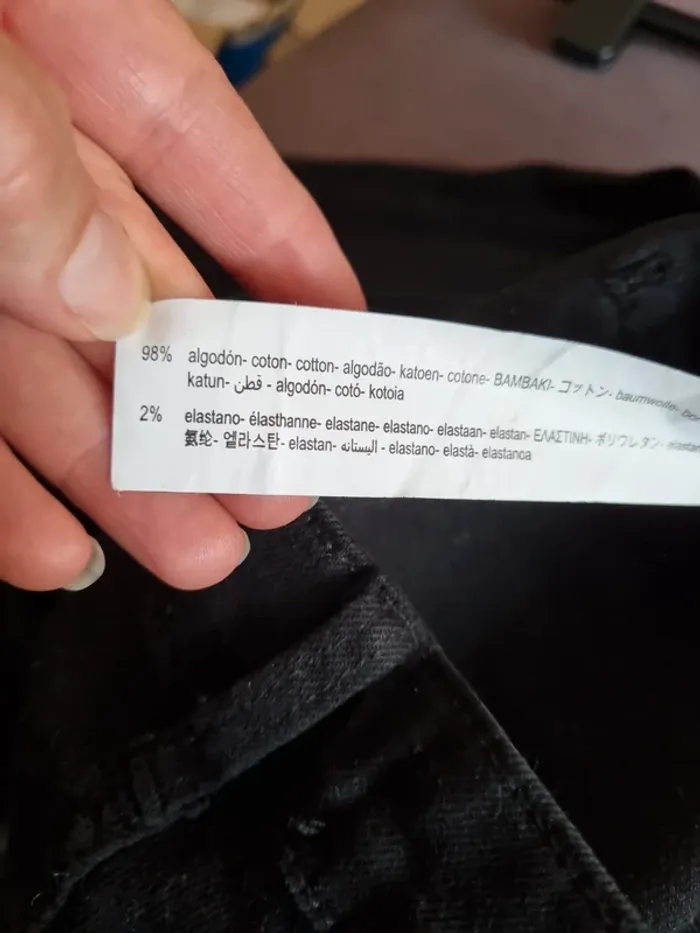 98% algodón- coton- cotton- algodão- katoen- cotone- BAMBAKI- コットン- baumwolle-
katun- قطن - algodón- cotó- kotoia
2% elastano- élasthanne- elastane- elastano- elastaan- elastan- ΕΛΑΣΤΙΝΗ- ポリウレタン- elastan
氨纶- 엘라스탄- elastan- اليستانه - elastano- elastà- elastanoa